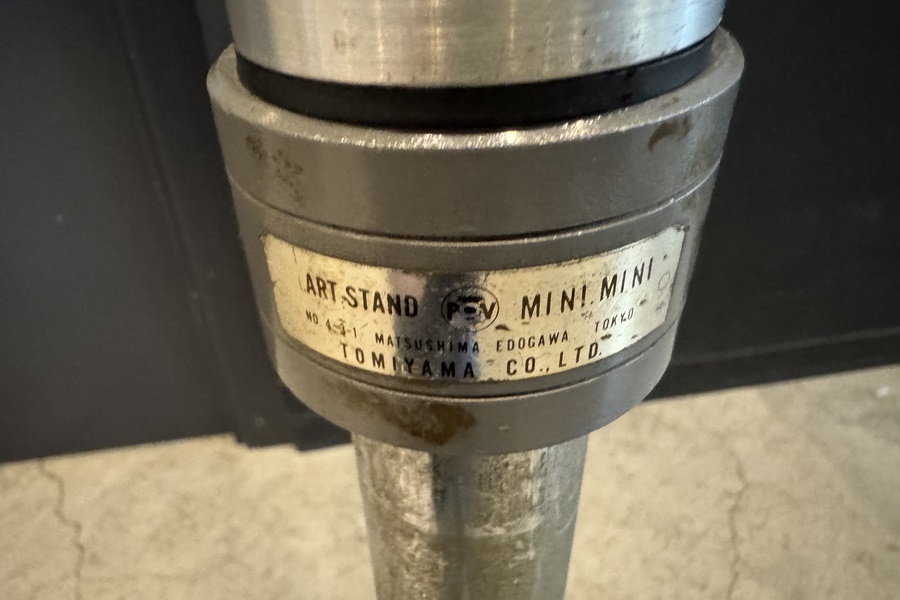 ART.STAND MINI.MINI
NO. 4-3-1 MATSUSHIMA EDOGAWA TOKYO
TOMIYAMA CO., LTD.